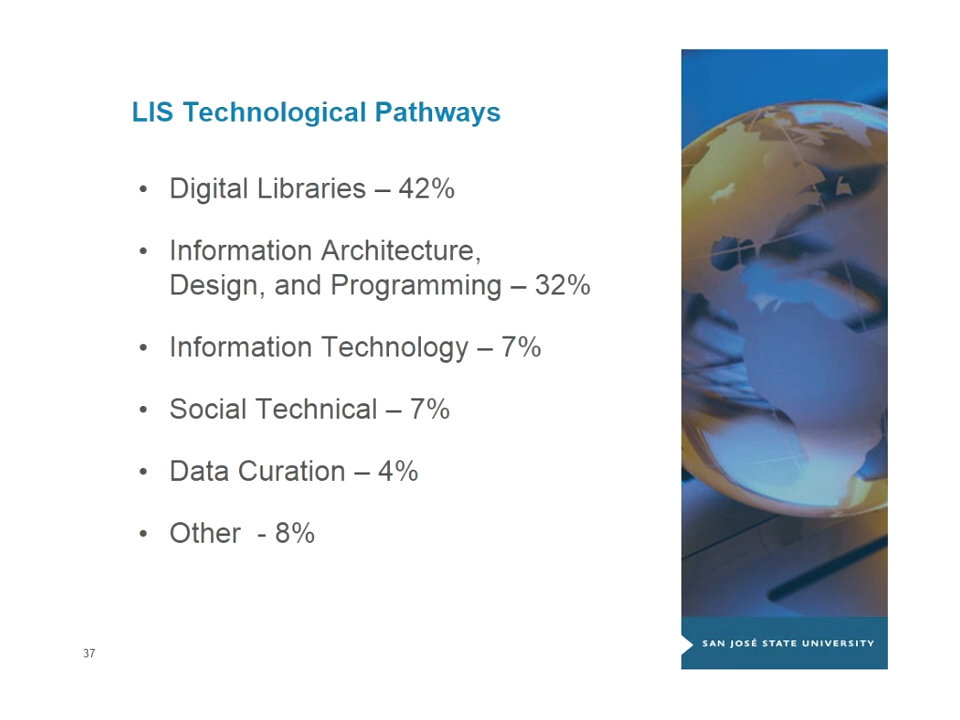 LIS Technological Pathways
• Digital Libraries – 42%
• Information Architecture,
Design, and Programming – 32%
• Information Technology – 7%
• Social Technical – 7%
• Data Curation – 4%
• Other  - 8%
SAN JOSÉ STATE UNIVERSITY
37